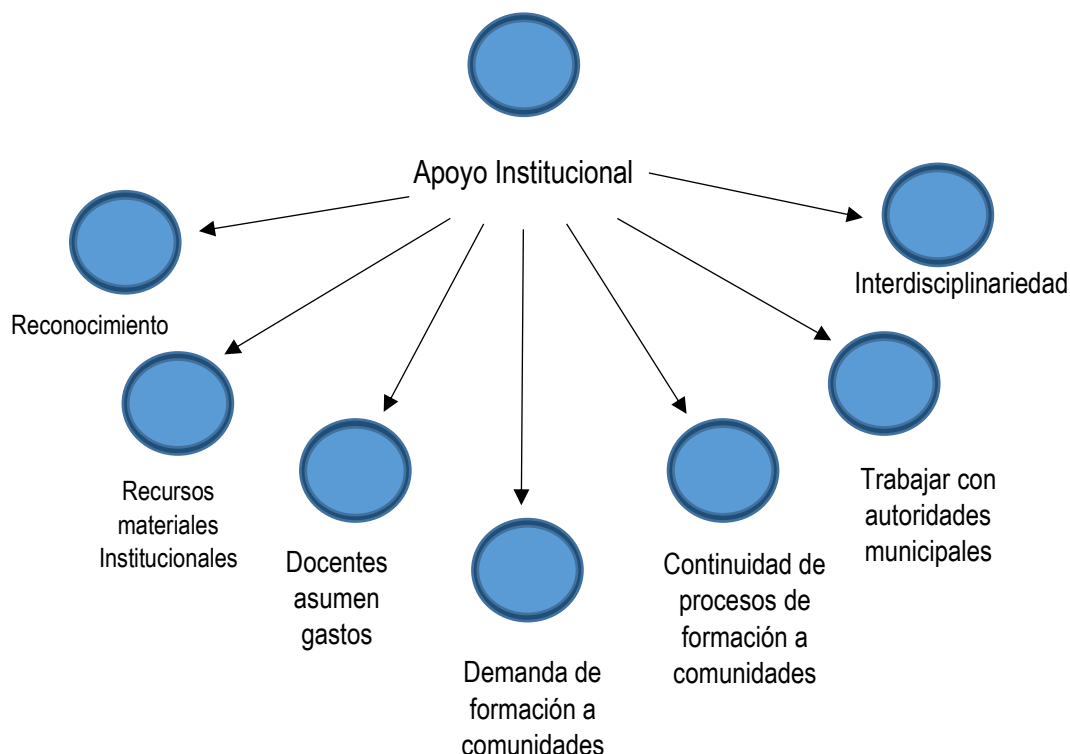 Apoyo Institucional
Reconocimiento
Interdisciplinariedad
Recursos
materiales
Institucionales
Docentes
asumen
gastos
Demanda de
formación a
comunidades
Continuidad de
procesos de
formación a
comunidades
Trabajar con
autoridades
municipales